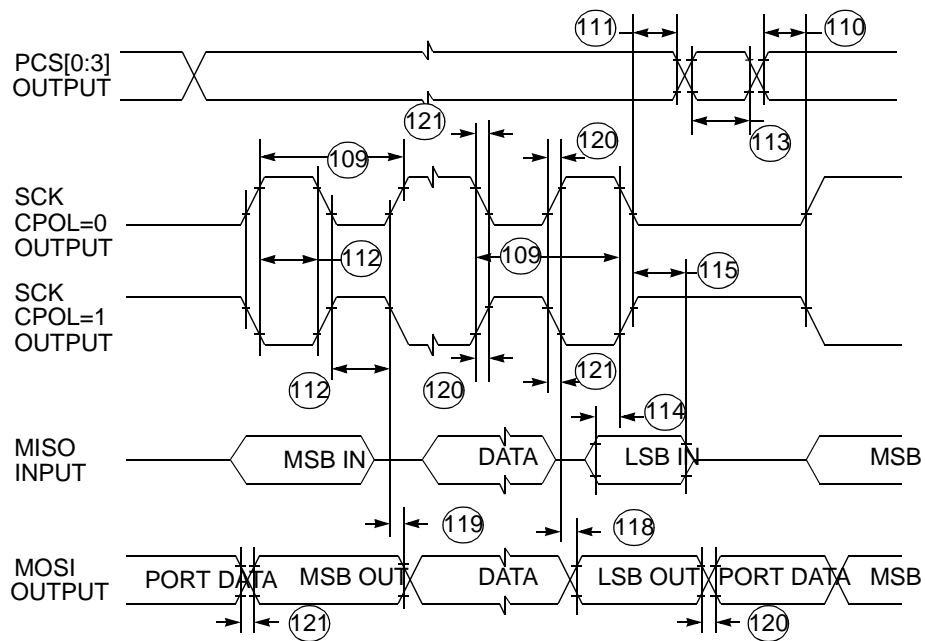 111
110
PCS[0:3]
OUTPUT
121
120
113
109
SCK
CPOL=0
OUTPUT
112
109
115
SCK
CPOL=1
OUTPUT
112
120
121
114
MISO
INPUT
MSB IN
DATA
LSB IN
MSB
119
118
MOSI
OUTPUT
PORT DATA
MSB OUT
DATA
LSB OUT
PORT DATA
MSB
121
120